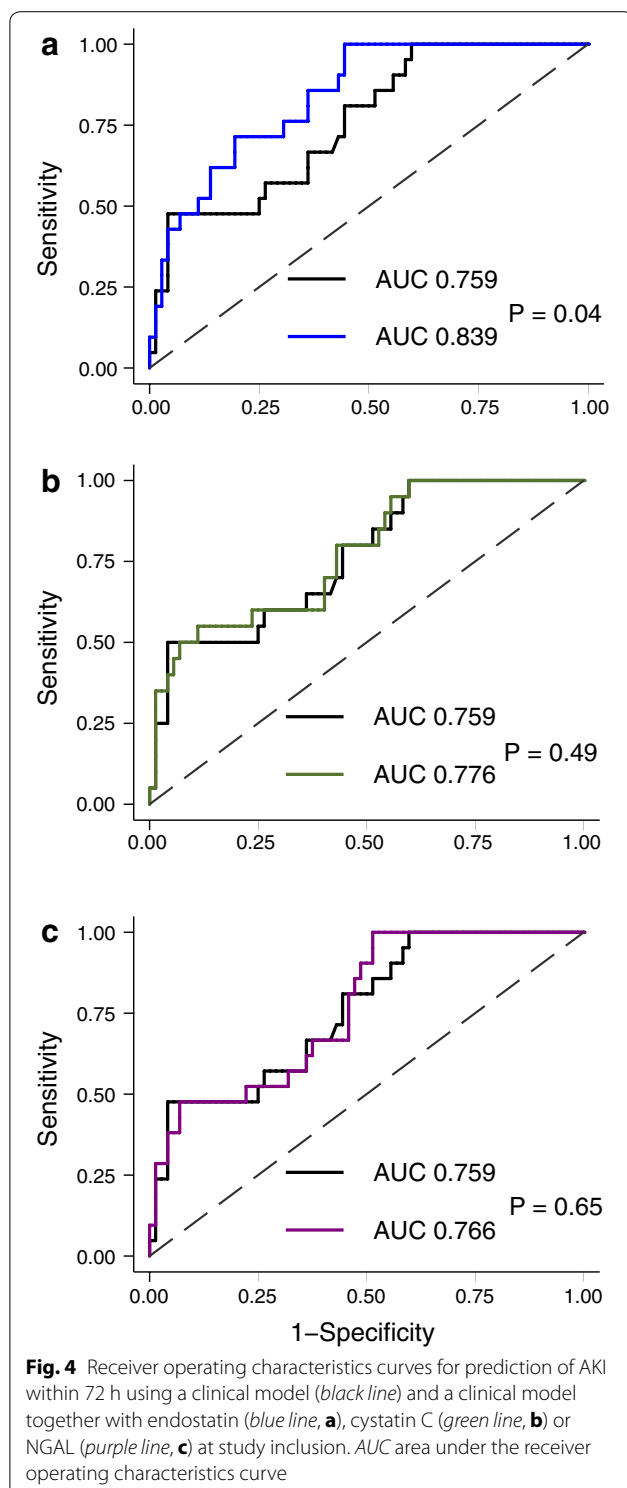 a
1.00
0.75
0.50
0.25
0.00
Sensitivity
AUC 0.759
AUC 0.839
P = 0.04
0.00 0.25 0.50 0.75 1.00
b
1.00
0.75
0.50
0.25
0.00
Sensitivity
AUC 0.759
AUC 0.776
P = 0.49
0.00 0.25 0.50 0.75 1.00
c
1.00
0.75
0.50
0.25
0.00
Sensitivity
AUC 0.759
AUC 0.766
P = 0.65
0.00 0.25 0.50 0.75 1.00
1–Specificity
Fig. 4 Receiver operating characteristics curves for prediction of AKI
within 72 h using a clinical model (black line) and a clinical model
together with endostatin (blue line, a), cystatin C (green line, b) or
NGAL (purple line, c) at study inclusion. AUC area under the receiver
operating characteristics curve